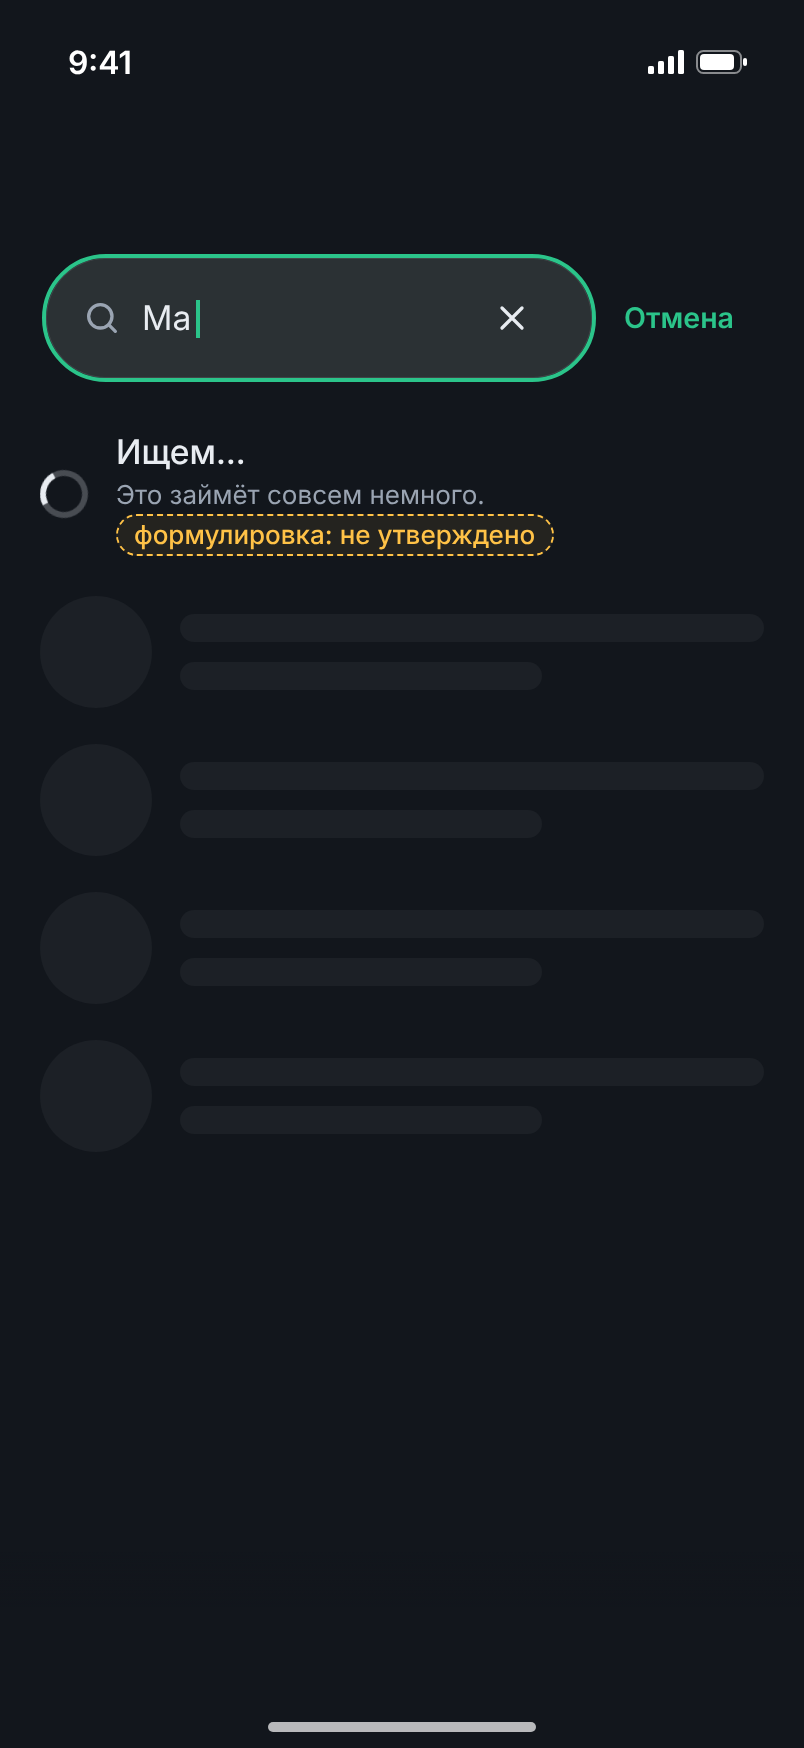 9:41
Ма
Отмена
Ищем...
Это займёт совсем немного.
формулировка: не утверждено